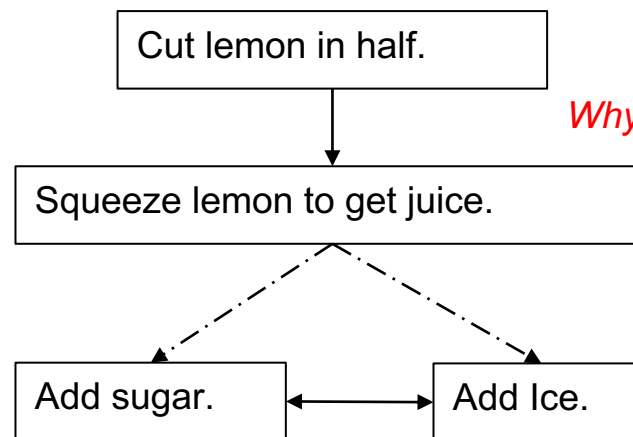 Cut lemon in half.
Why
Squeeze lemon to get juice.
Add sugar.
Add Ice.